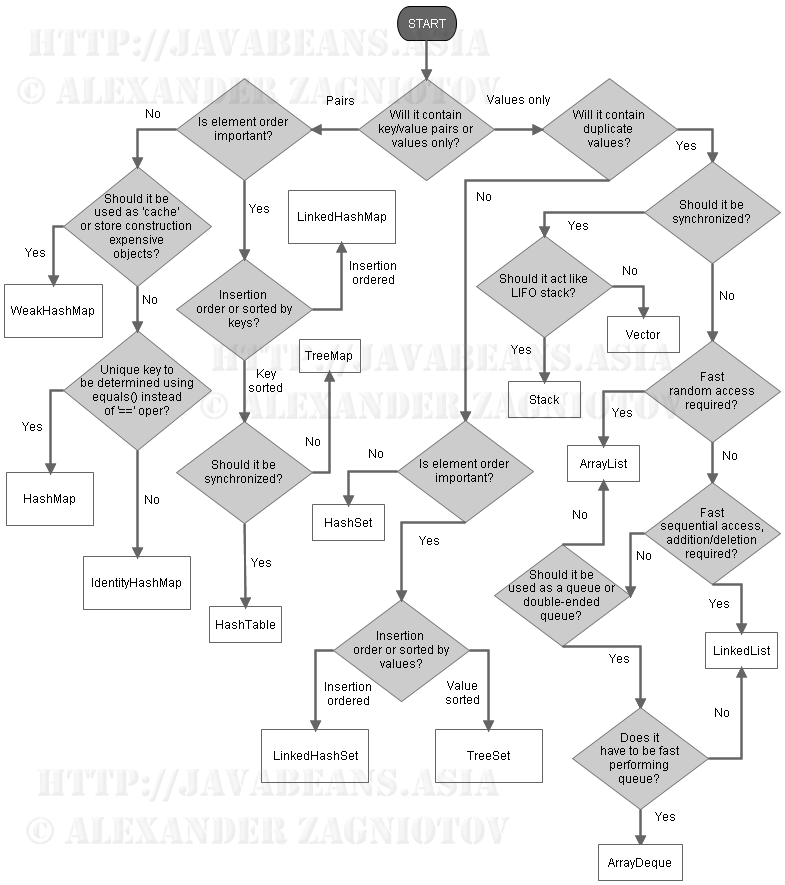 START
HTTP://JAVABEANS.ASIA
© ALEXANDER ZAGNIOTOV
Pairs
Values only
Will it contain
key/value pairs or
values only?
Is element order
important?
Will it contain
duplicate
values?
No
Yes
Should it be
used as 'cache'
or store construction
expensive
objects?
Yes
No
WeakHashMap
Unique key to
be determined using
equals() instead
of '==' oper?
Yes
No
HashMap
IdentityHashMap
Yes
Insertion
order or sorted by
keys?
LinkedHashMap
Insertion
ordered
Key
sorted
TreeMap
Should it be
synchronized?
No
Yes
HashTable
No
Is element order
important?
No
HashSet
Yes
Insertion
order or sorted by
values?
Insertion
ordered
Value
sorted
LinkedHashSet
TreeSet
Should it be
synchronized?
Yes
No
Should it act like
LIFO stack?
No
Vector
Yes
Stack
HTTP://JAVABEANS.ASIA
© ALEXANDER ZAGNIOTOV
Fast
random access
required?
Yes
No
ArrayList
Fast
sequential access,
addition/deletion
required?
No
Yes
LinkedList
Should it be
used as a queue or
double-ended
queue?
No
Yes
Does it
have to be fast
performing
queue?
No
Yes
ArrayDeque
HTTP://JAVABEANS.ASIA
© ALEXANDER ZAGNIOTOV